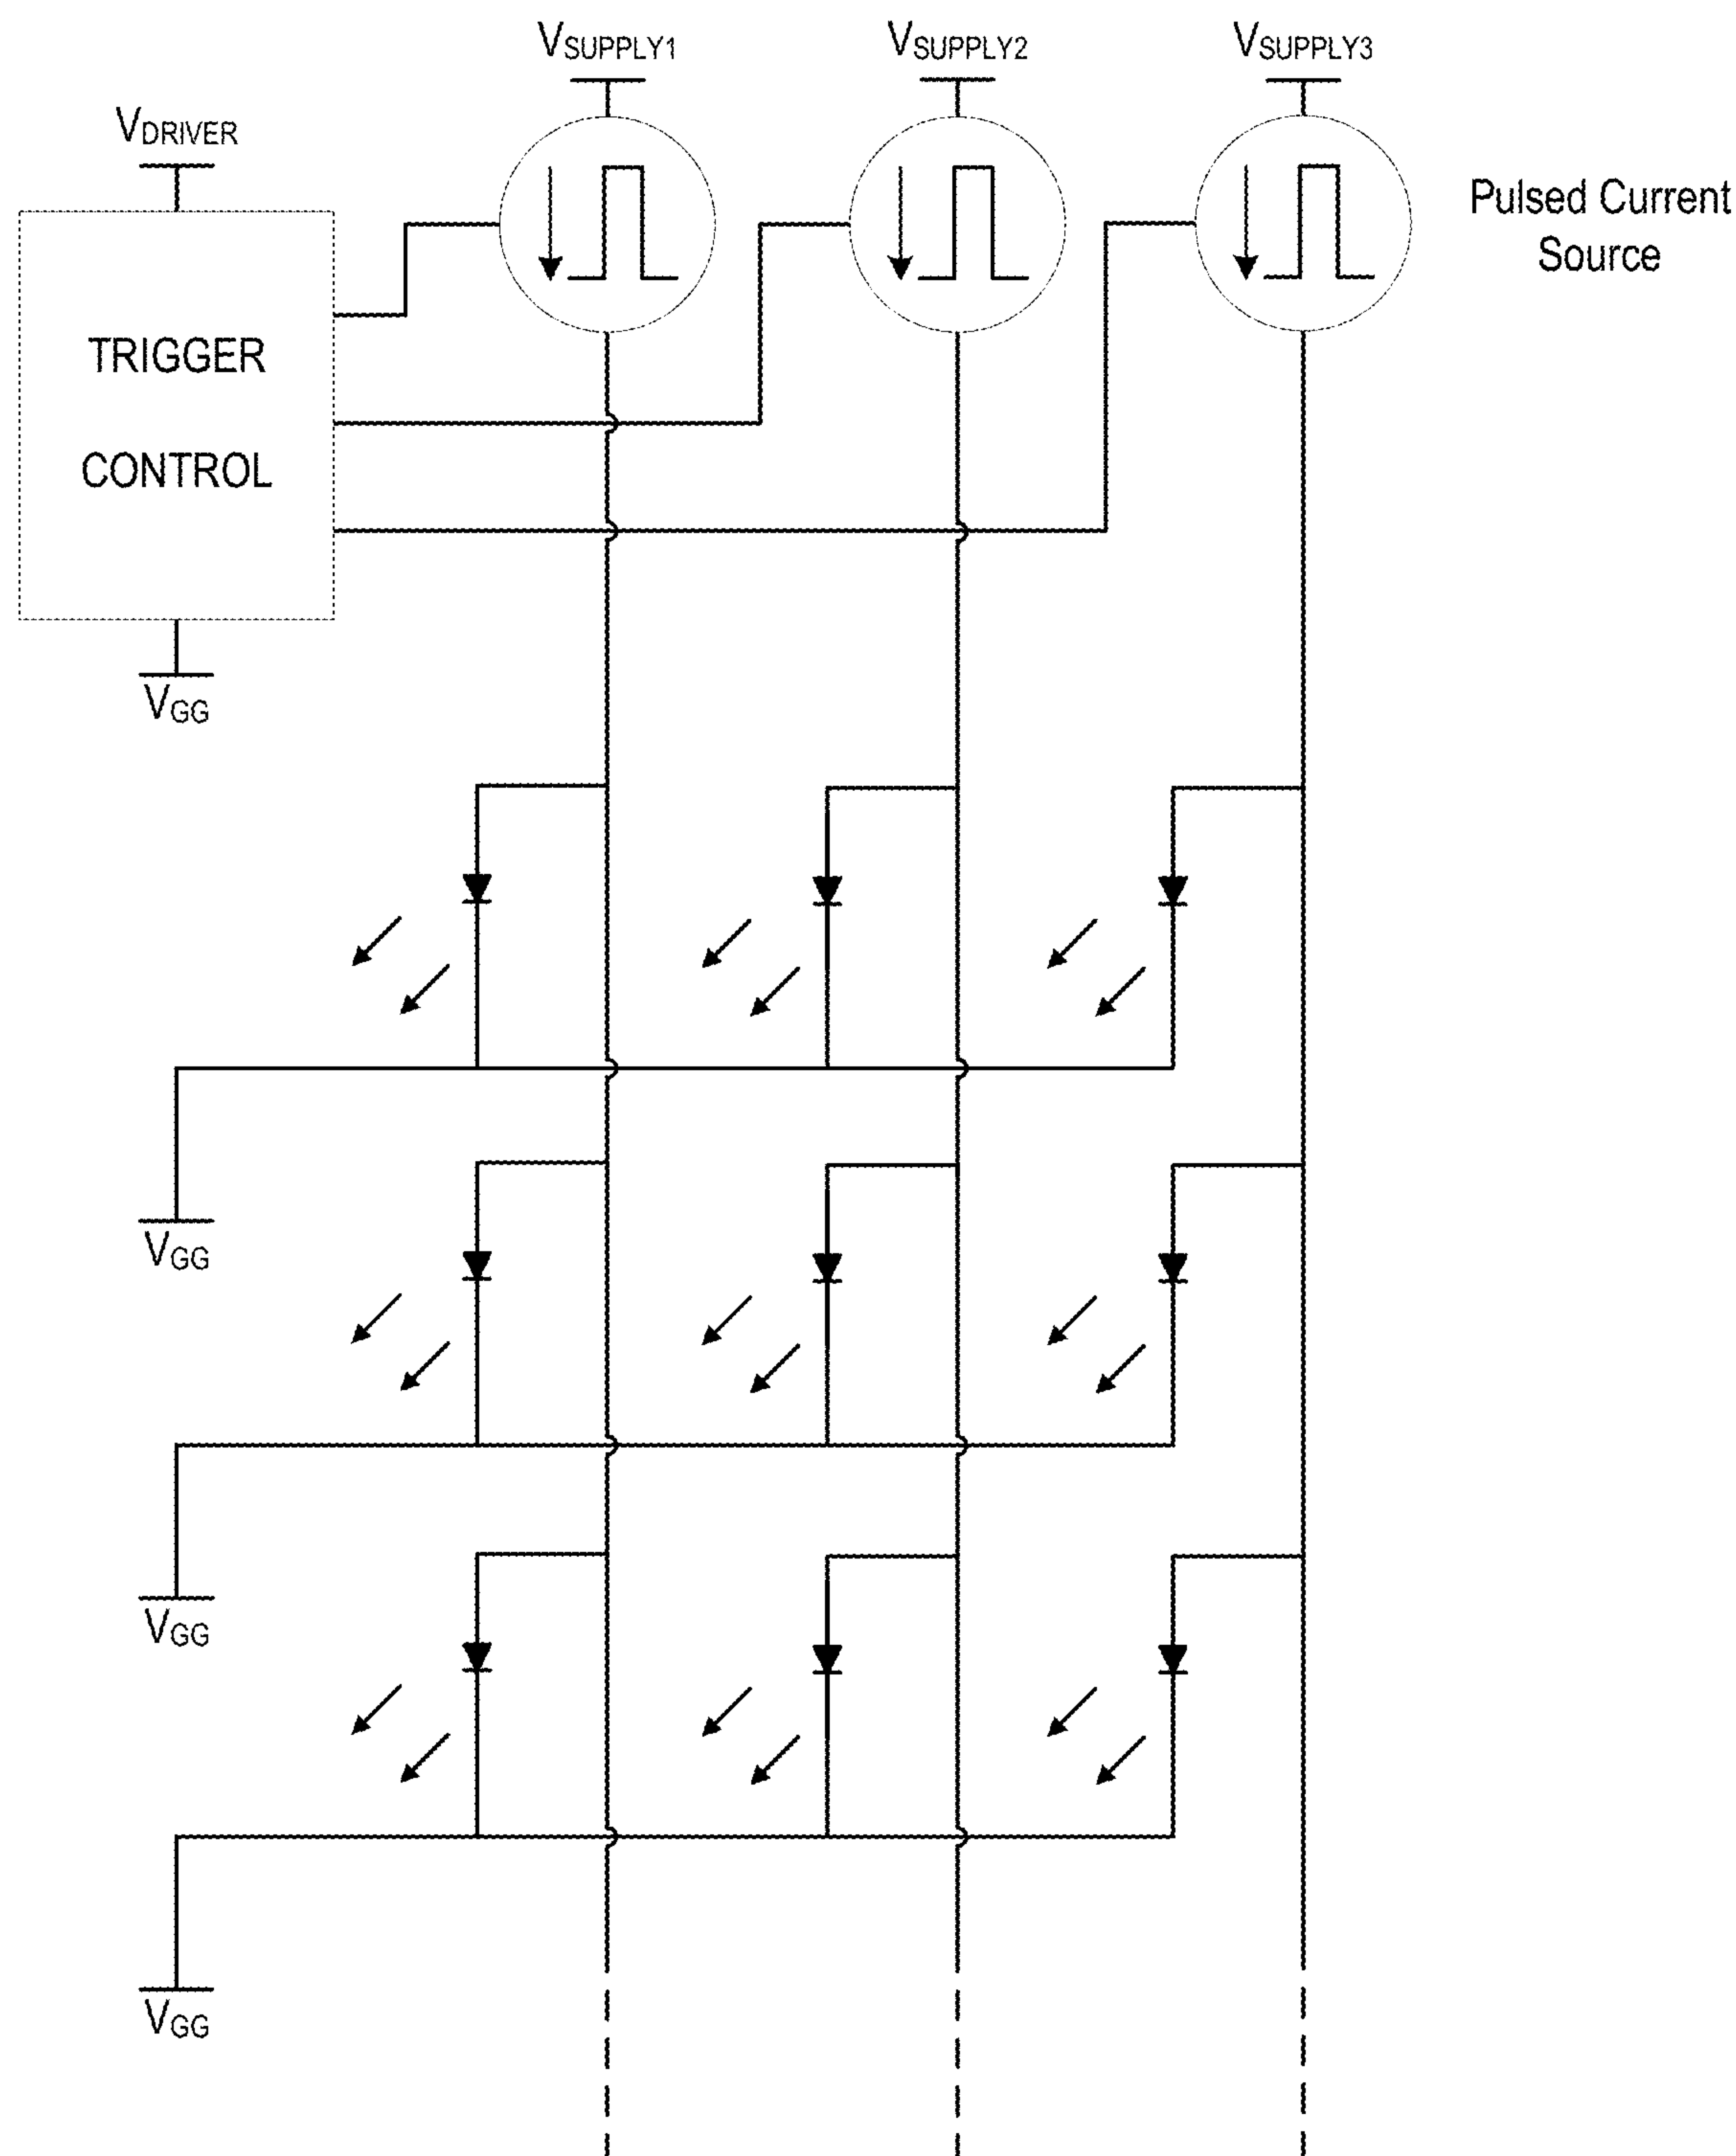 VSUPPLY1
VSUPPLY2
VSUPPLY3
VDRIVER
Pulsed Current
Source
TRIGGER
CONTROL
VGG
VGG
VGG
VGG